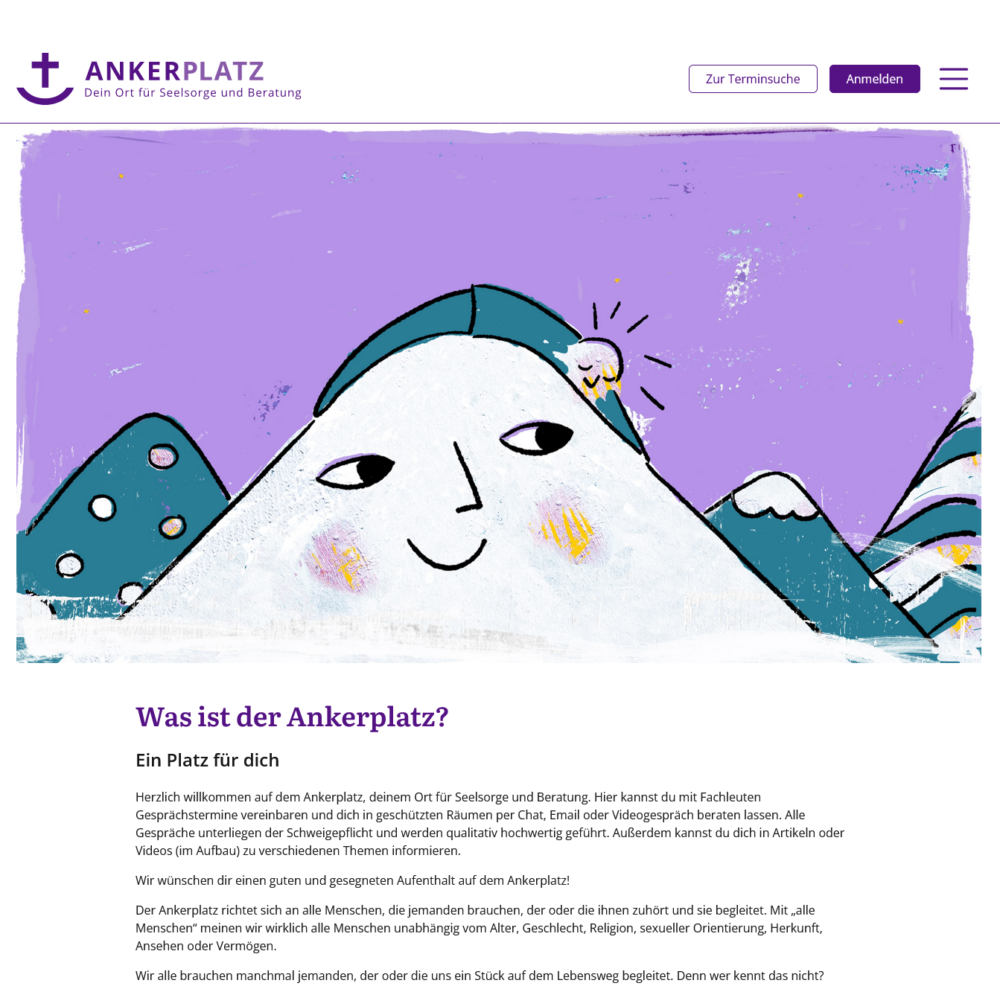 ANKERPLATZ
Dein Ort für Seelsorge und Beratung
Zur Terminsuche
Anmelden
Was ist der Ankerplatz?
Ein Platz für dich
Herzlich willkommen auf dem Ankerplatz, deinem Ort für Seelsorge und Beratung. Hier kannst du mit Fachleuten
Gesprächstermine vereinbaren und dich in geschützten Räumen per Chat, Email oder Videogespräch beraten lassen. Alle
Gespräche unterliegen der Schweigepflicht und werden qualitativ hochwertig geführt. Außerdem kannst du dich in Artikeln oder
Videos (im Aufbau) zu verschiedenen Themen informieren.
Wir wünschen dir einen guten und gesegneten Aufenthalt auf dem Ankerplatz!
Der Ankerplatz richtet sich an alle Menschen, die jemanden brauchen, der oder die ihnen zuhört und sie begleitet. Mit „alle
Menschen“ meinen wir wirklich alle Menschen unabhängig vom Alter, Geschlecht, Religion, sexueller Orientierung, Herkunft,
Ansehen oder Vermögen.
Wir alle brauchen manchmal jemanden, der oder die uns ein Stück auf dem Lebensweg begleitet. Denn wer kennt das nicht?